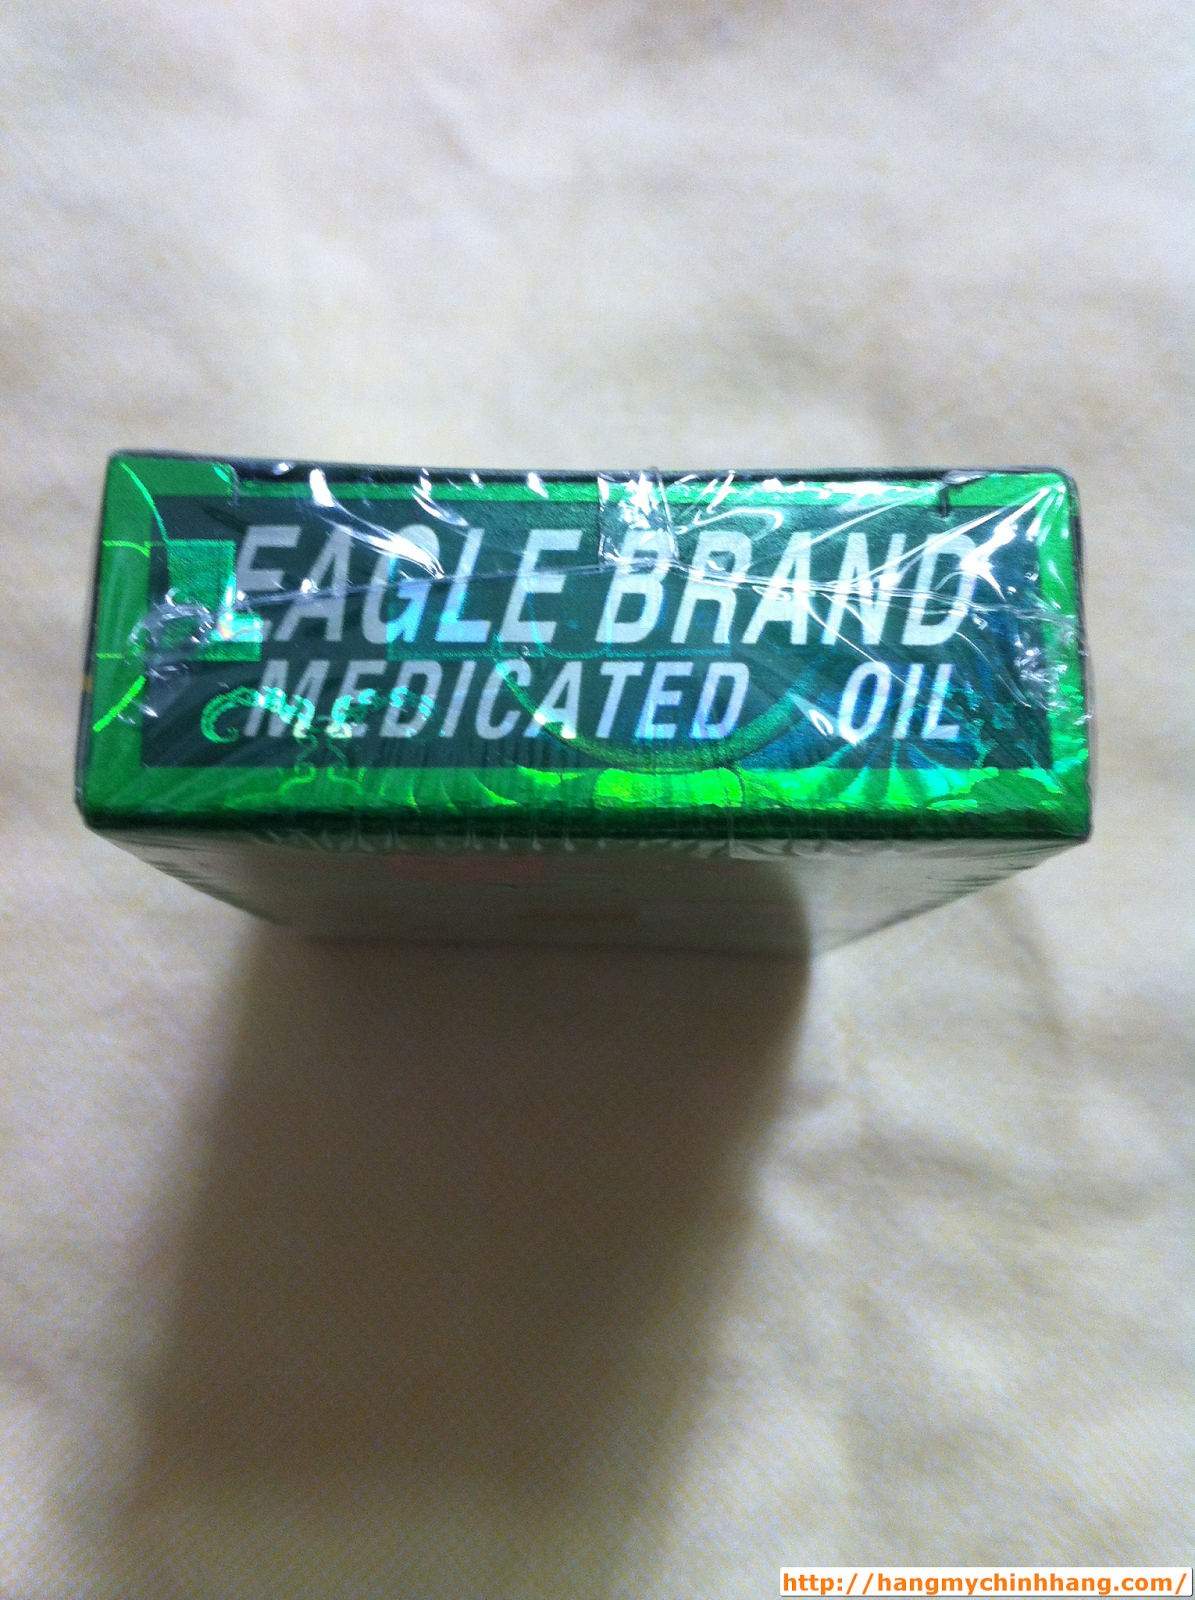 EAGLE BRAND
MEDICATED OIL
http://hangmychinhhang.com/